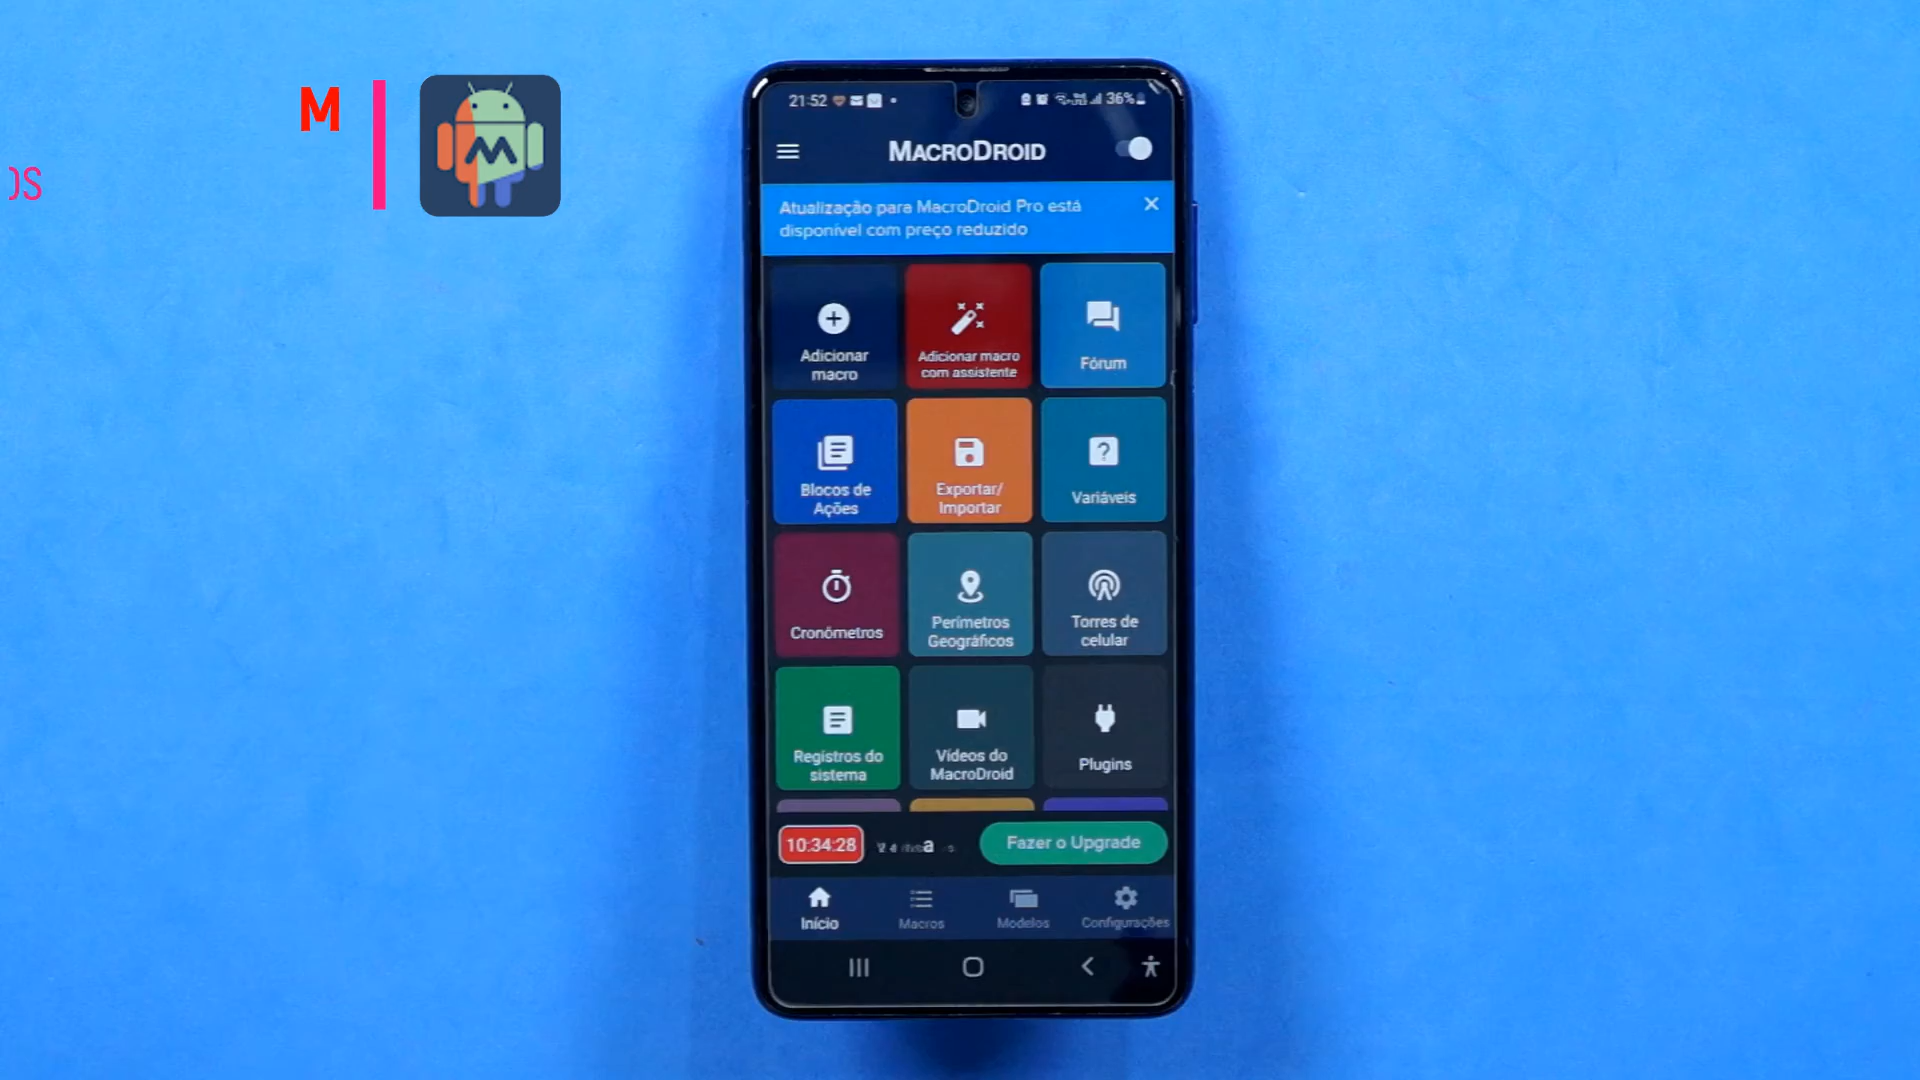 M
OS
21:52
36%
MACRODROID
Atualização para MacroDroid Pro está
disponível com preço reduzido
Adicionar
macro
Adicionar macro
com assistente
Fórum
Blocos de
Ações
Exportar/
Importar
Variáveis
Cronômetros
Perímetros
Geográficos
Torres de
celular
Registros do
sistema
Vídeos do
MacroDroid
Plugins
10:34:28
Fazer o Upgrade
Início
Macros
Modelos
Configurações